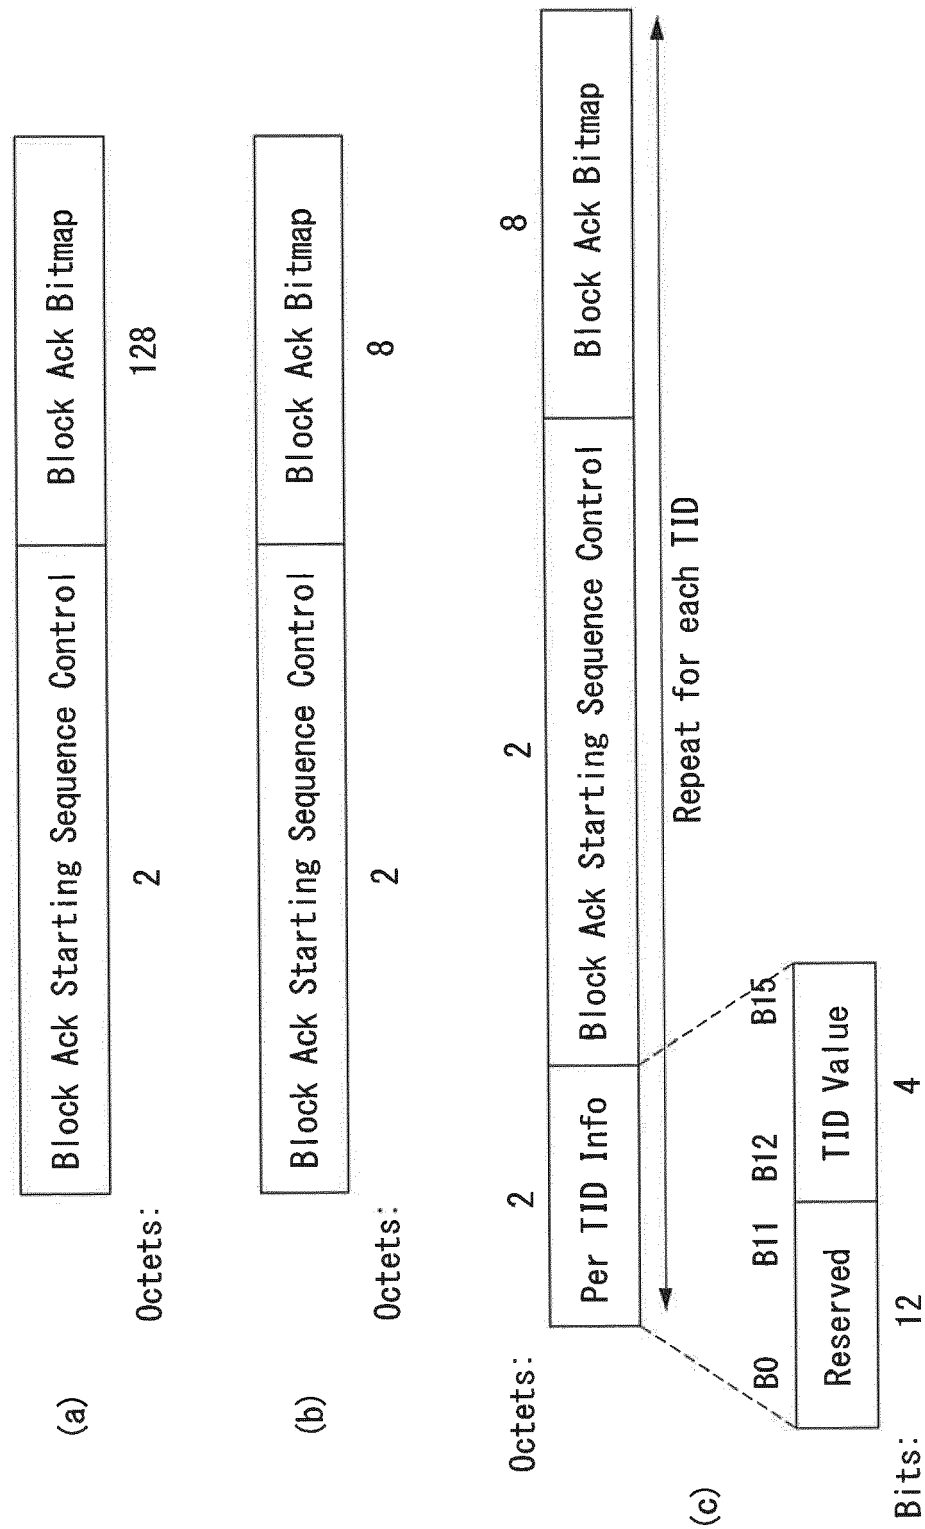 (a)
Block Ack Starting Sequence Control Block Ack Bitmap
Octets: 2 128
(b)
Block Ack Starting Sequence Control Block Ack Bitmap
Octets: 2 8
(c)
Octets: 2 2 8
Per TID Info Block Ack Starting Sequence Control Block Ack Bitmap
Repeat for each TID
B0 B11 B12 B15
Reserved TID Value
Bits: 12 4